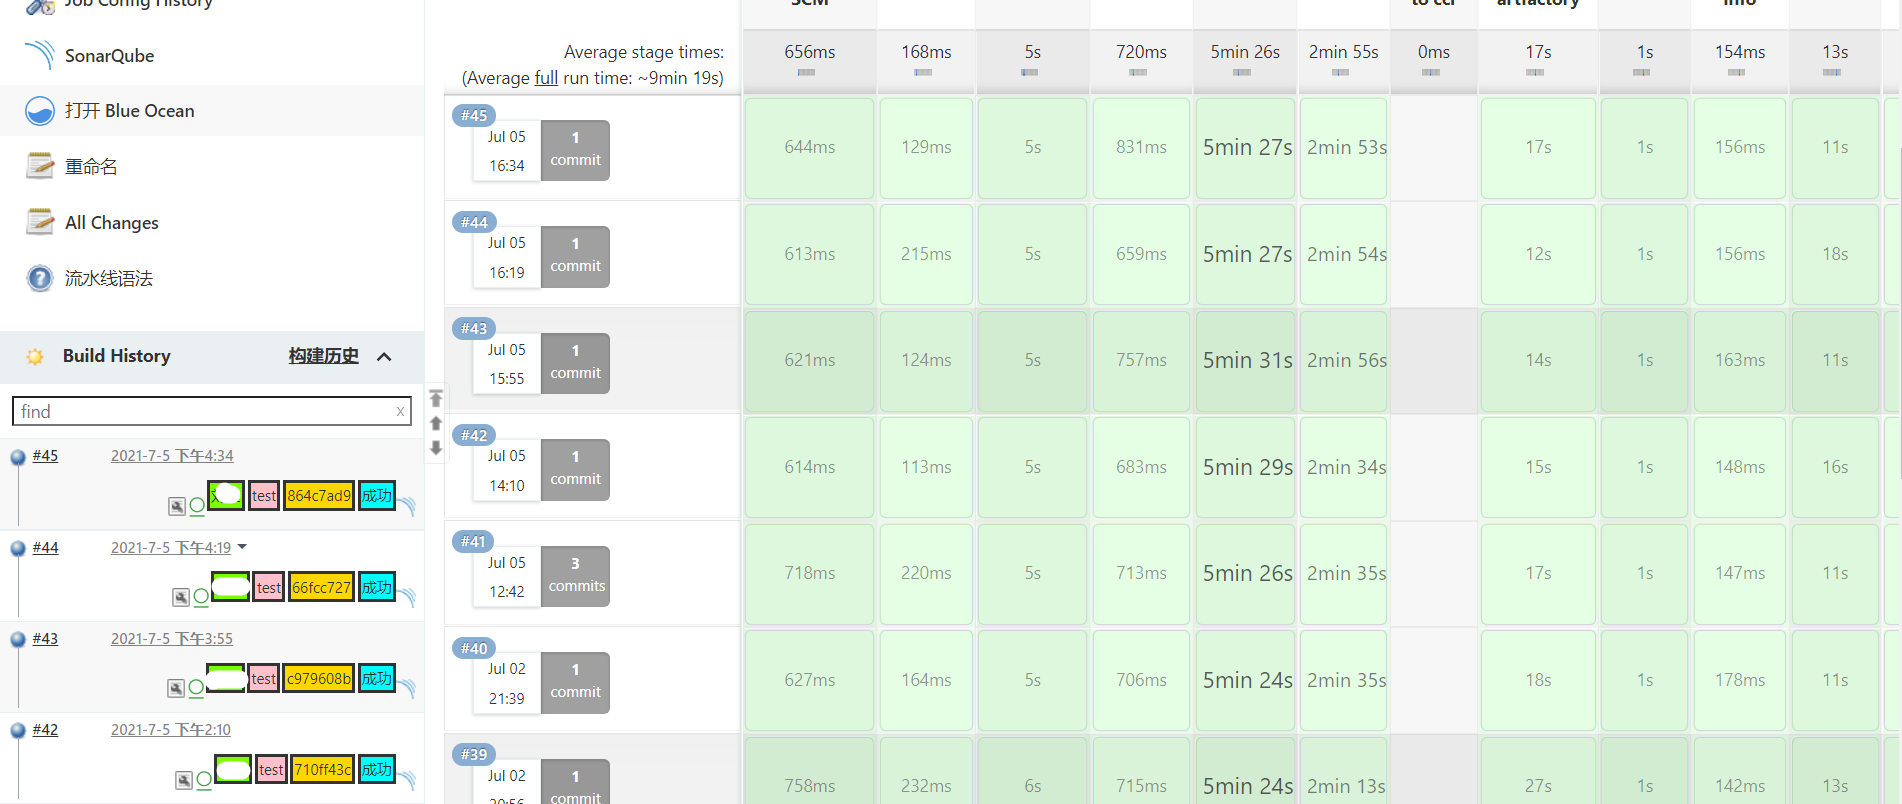 Job Config History
SonarQube
打开 Blue Ocean
重命名
All Changes
流水线语法
Build History 构建历史
find x
#45 2021-7-5 下午4:34
test 864c7ad9 成功
#44 2021-7-5 下午4:19
test 66fcc727 成功
#43 2021-7-5 下午3:55
test c979608b 成功
#42 2021-7-5 下午2:10
test 710ff43c 成功
SCM to ccr artfactory info
Average stage times:
(Average full run time: ~9min 19s)
656ms 168ms 5s 720ms 5min 26s 2min 55s 0ms 17s 1s 154ms 13s
#45
Jul 05
16:34
1
commit
644ms 129ms 5s 831ms 5min 27s 2min 53s 17s 1s 156ms 11s
#44
Jul 05
16:19
1
commit
613ms 215ms 5s 659ms 5min 27s 2min 54s 12s 1s 156ms 18s
#43
Jul 05
15:55
1
commit
621ms 124ms 5s 757ms 5min 31s 2min 56s 14s 1s 163ms 11s
#42
Jul 05
14:10
1
commit
614ms 113ms 5s 683ms 5min 29s 2min 34s 15s 1s 148ms 16s
#41
Jul 05
12:42
3
commits
718ms 220ms 5s 713ms 5min 26s 2min 35s 17s 1s 147ms 11s
#40
Jul 02
21:39
1
commit
627ms 164ms 5s 706ms 5min 24s 2min 35s 18s 1s 178ms 11s
#39
Jul 02
20:56
1
commit
758ms 232ms 6s 715ms 5min 24s 2min 13s 27s 1s 142ms 13s